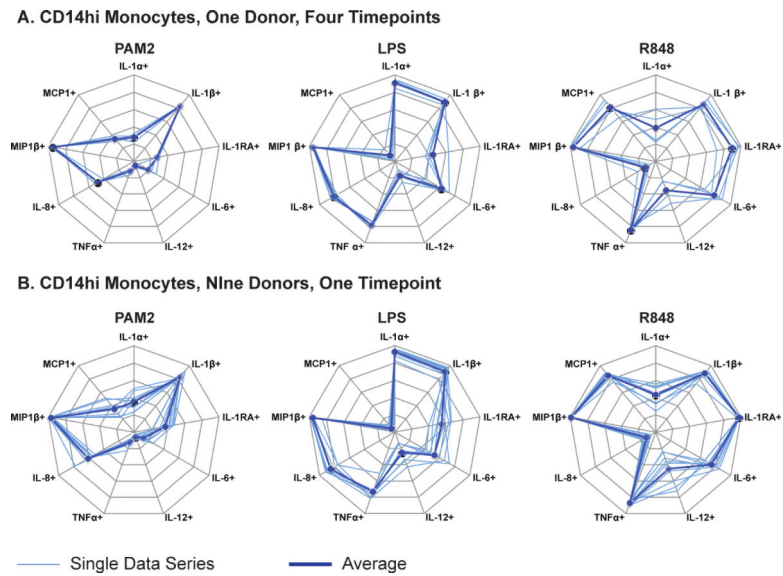 A. CD14hi Monocytes, One Donor, Four Timepoints
PAM2
LPS
R848
IL-1α+
IL-1β+
IL-1RA+
IL-6+
IL-12+
TNFα+
IL-8+
MIP1β+
MCP1+
IL-1α+
IL-1 β+
IL-1RA+
IL-6+
IL-12+
TNF α+
IL-8+
MIP1 β+
MCP1+
IL-1α+
IL-1 β+
IL-1RA+
IL-6+
IL-12+
TNF α+
IL-8+
MIP1 β+
MCP1+
B. CD14hi Monocytes, NIne Donors, One Timepoint
PAM2
LPS
R848
IL-1α+
IL-1β+
IL-1RA+
IL-6+
IL-12+
TNFα+
IL-8+
MIP1β+
MCP1+
IL-1α+
IL-1β+
IL-1RA+
IL-6+
IL-12+
TNFα+
IL-8+
MIP1β+
MCP1+
IL-1α+
IL-1β+
IL-1RA+
IL-6+
IL-12+
TNFα+
IL-8+
MIP1β+
MCP1+
Single Data Series
Average